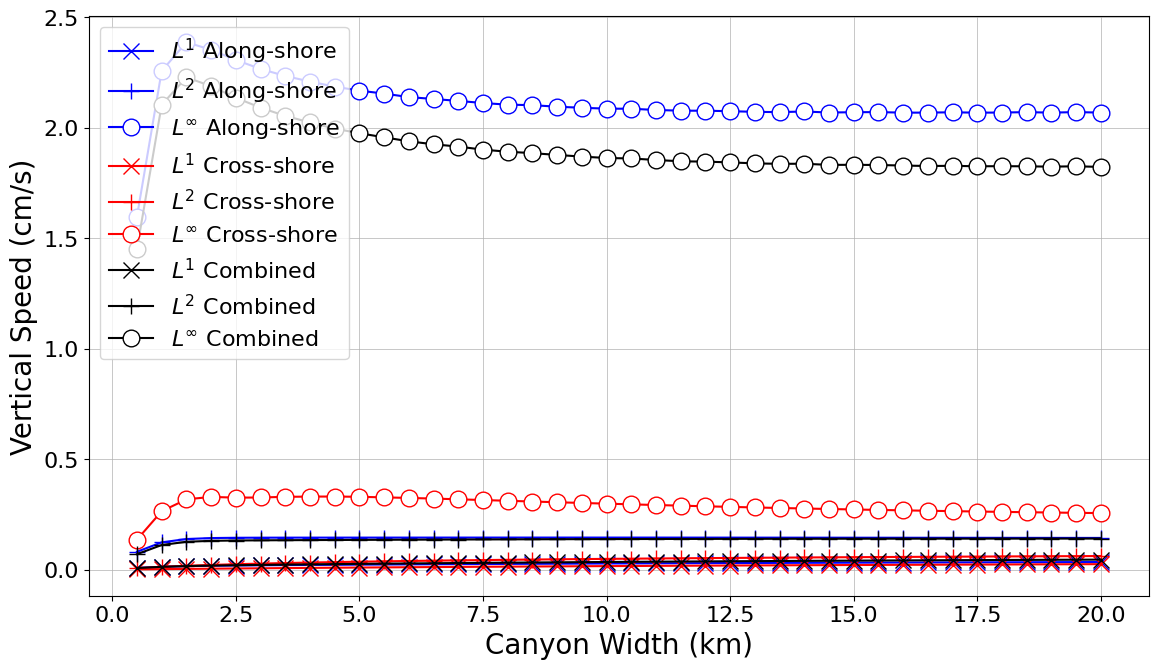 2.5
2.0
1.5
1.0
0.5
0.0
Vertical Speed (cm/s)
L¹ Along-shore
L² Along-shore
L∞ Along-shore
L¹ Cross-shore
L² Cross-shore
L∞ Cross-shore
L¹ Combined
L² Combined
L∞ Combined
0.0 2.5 5.0 7.5 10.0 12.5 15.0 17.5 20.0
Canyon Width (km)